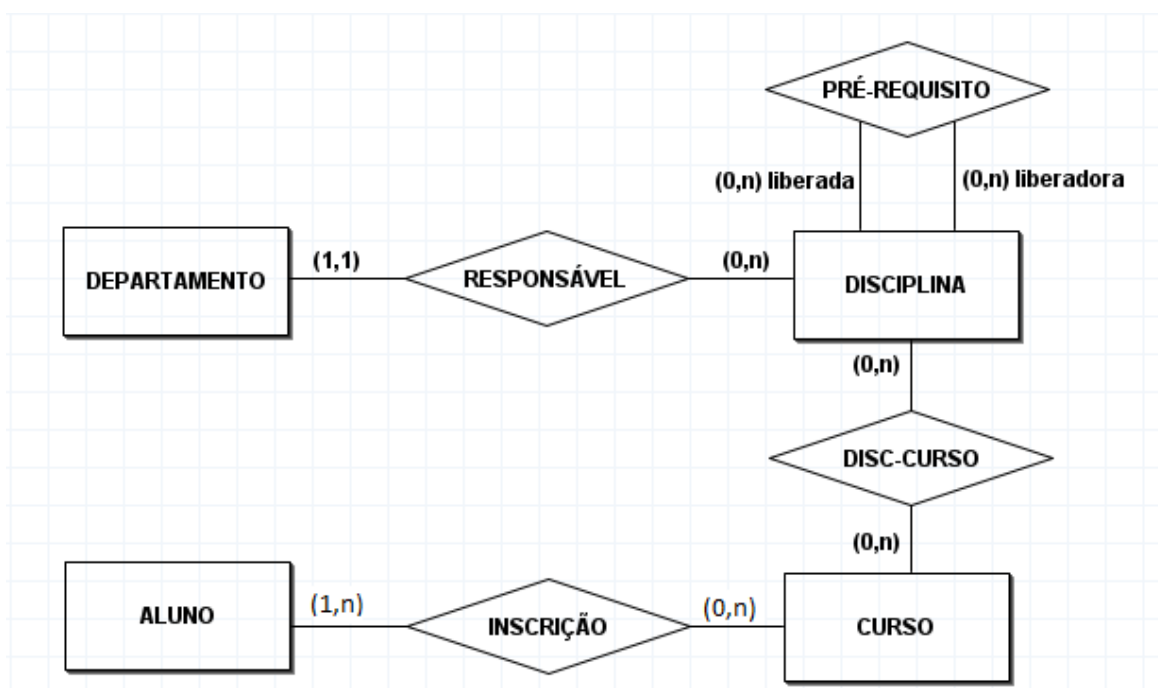 PRÉ-REQUISITO
(0,n) liberada
(0,n) liberadora
DEPARTAMENTO
(1,1)
RESPONSÁVEL
(0,n)
DISCIPLINA
(0,n)
DISC-CURSO
(0,n)
ALUNO
(1,n)
INSCRIÇÃO
(0,n)
CURSO